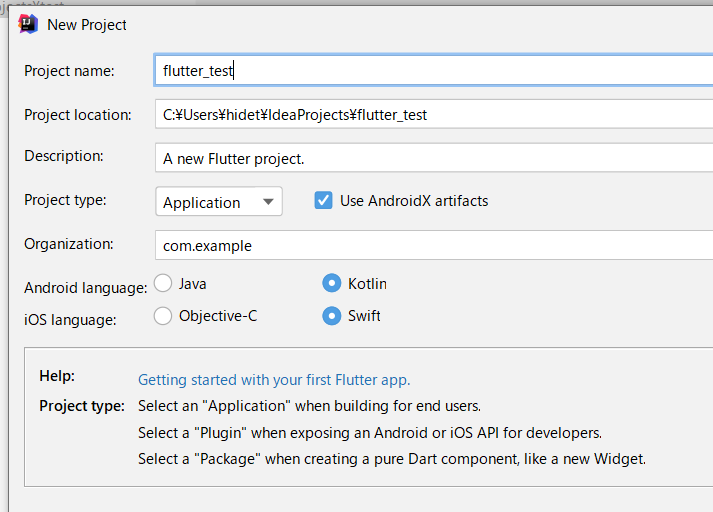 New Project
Project name: flutter_test
Project location: C:¥Users¥hidet¥IdeaProjects¥flutter_test
Description: A new Flutter project.
Project type: Application Use AndroidX artifacts
Organization: com.example
Android language: Java Kotlin
iOS language: Objective-C Swift
Help: Getting started with your first Flutter app.
Project type: Select an "Application" when building for end users.
Select a "Plugin" when exposing an Android or iOS API for developers.
Select a "Package" when creating a pure Dart component, like a new Widget.